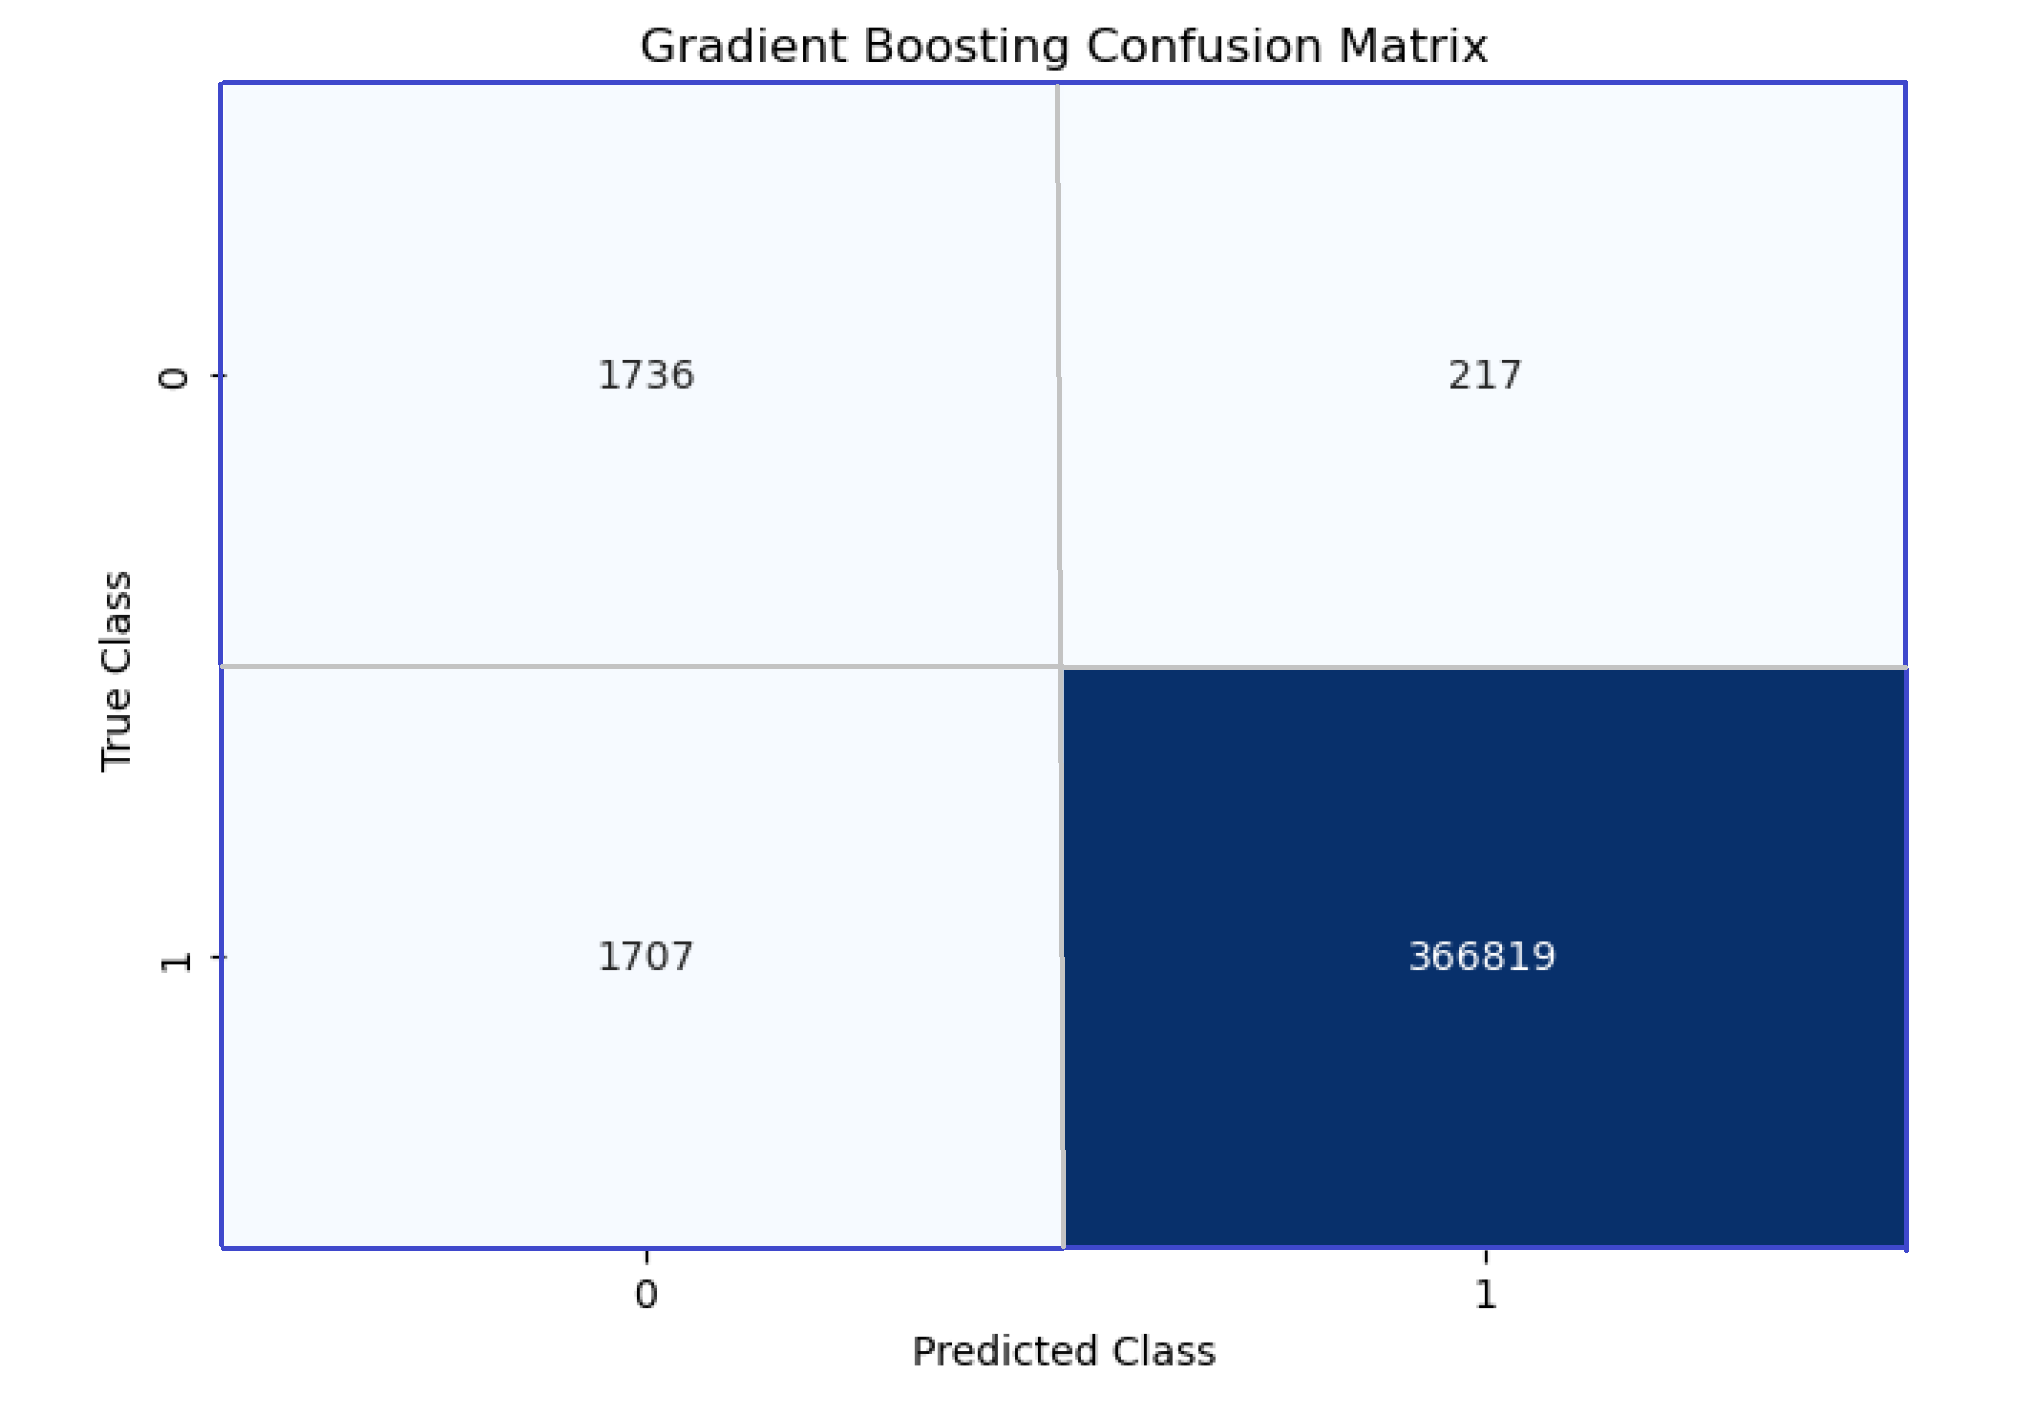 Gradient Boosting Confusion Matrix
0
1736
217
True Class
1
1707
366819
0
1
Predicted Class